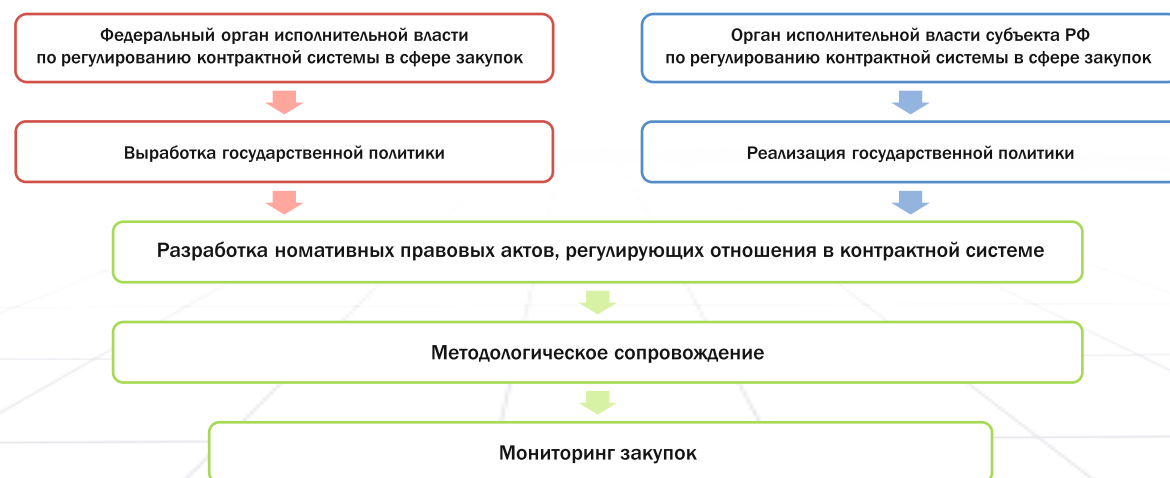 Федеральный орган исполнительной власти
по регулированию контрактной системы в сфере закупок
Орган исполнительной власти субъекта РФ
по регулированию контрактной системы в сфере закупок
Выработка государственной политики
Реализация государственной политики
Разработка номативных правовых актов, регулирующих отношения в контрактной системе
Методологическое сопровождение
Мониторинг закупок